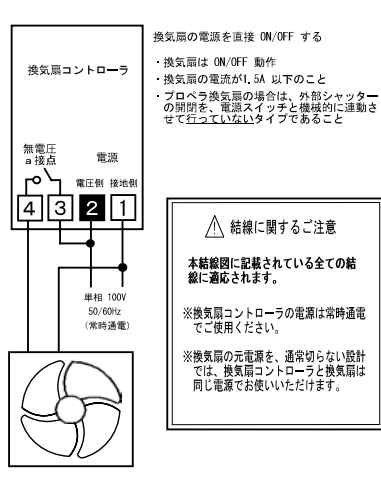 換気扇の電源を直接 ON/OFF する
・換気扇は ON/OFF 動作
・換気扇の電流が1.5A 以下のこと
・プロペラ換気扇の場合は、外部シャッター
の開閉を、電源スイッチと機械的に連動さ
せて行っていないタイプであること
換気扇コントローラ
無電圧
a 接点
電源
電圧側 接地側
4 3 2 1
単相 100V
50/60Hz
(常時通電)
結線に関するご注意
本結線図に記載されている全ての結
線に適応されます。
※換気扇コントローラの電源は常時通電
でご使用ください。
※換気扇の元電源を、通常切らない設計
では、換気扇コントローラと換気扇は
同じ電源でお使いいただけます。